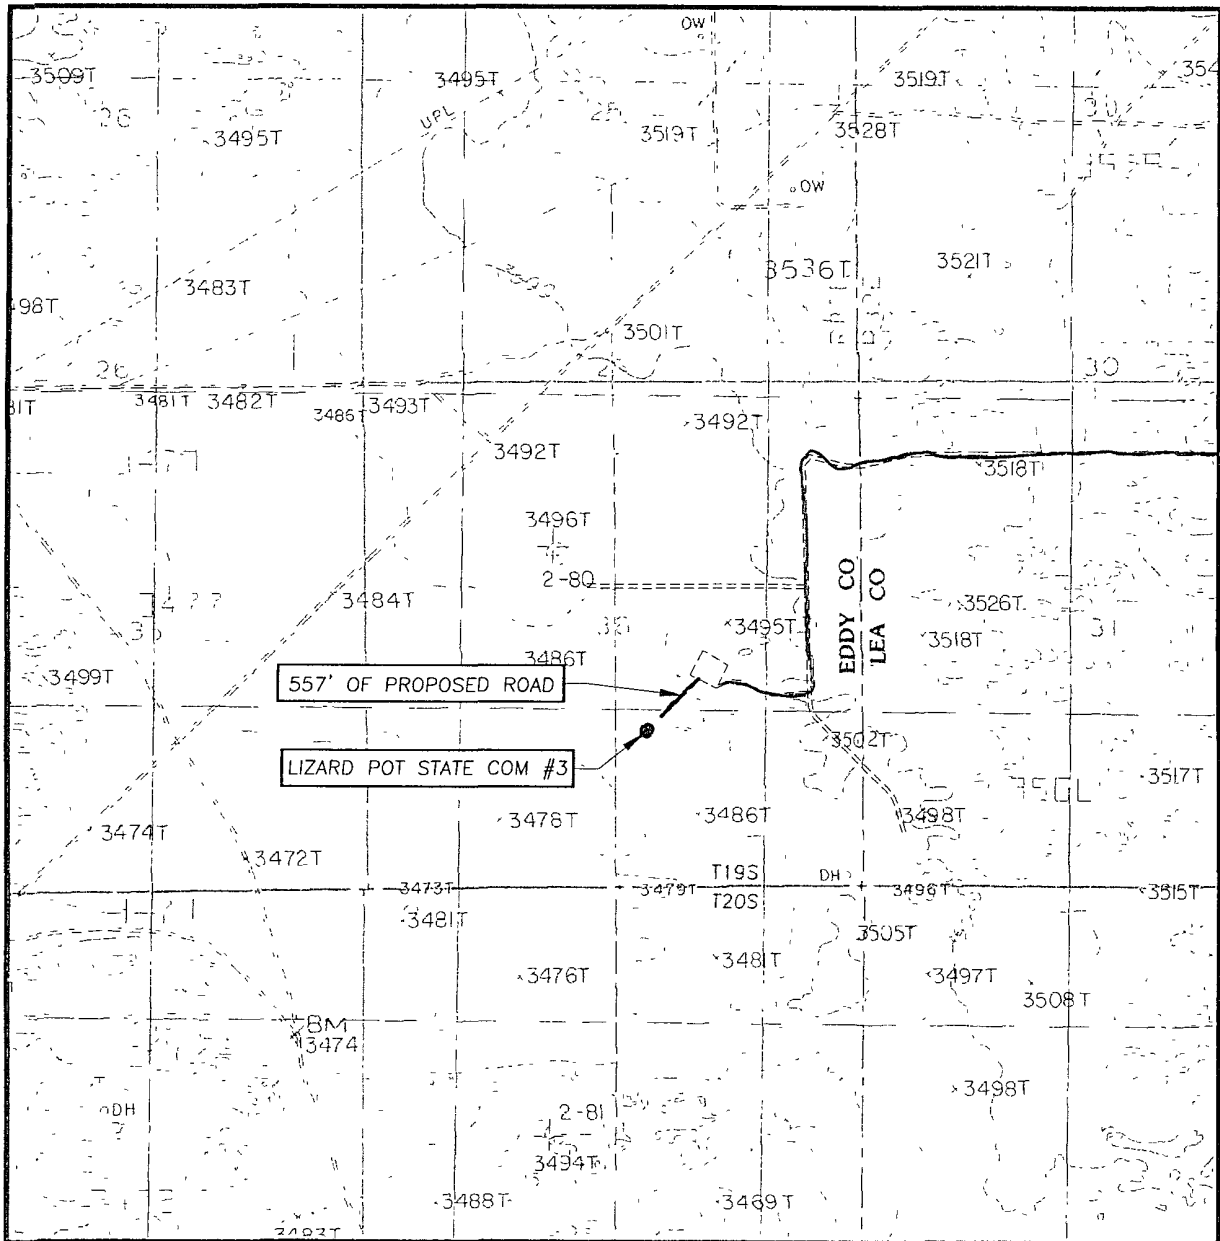 OW
3509T
3495T
3519T
26
UPL
25
3495T
3519T
3528T
30
OW
3536T
3521T
3483T
3501T
26
30
3481T
3482T
3493T
3486T
3492T
3492T
3518T
3496T
2-80
EDDY CO
LEA CO
3484T
3526T
3495T
3518T
31
36
35
3486T
3499T
557' OF PROPOSED ROAD
3502T
LIZARD POT STATE COM #3
3517T
3478T
3486T
3498T
3474T
3472T
T19S
DH
3473T
3479T
3496T
3515T
T20S
3481T
3505T
3481T
3476T
3497T
3508T
BM
3474
3498T
DH
2-81
3494T
3488T
3469T
3493T